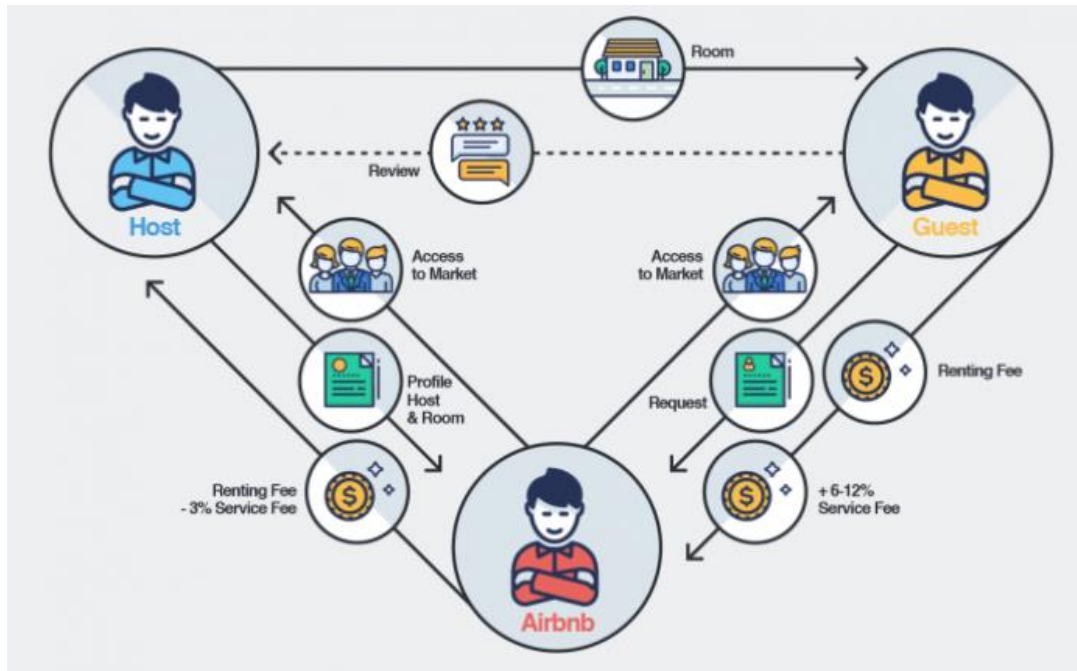 Room
Review
Host
Guest
Access
to Market
Access
to Market
Profile
Host
& Room
Request
Renting Fee
Renting Fee
- 3% Service Fee
+ 6-12%
Service Fee
Airbnb